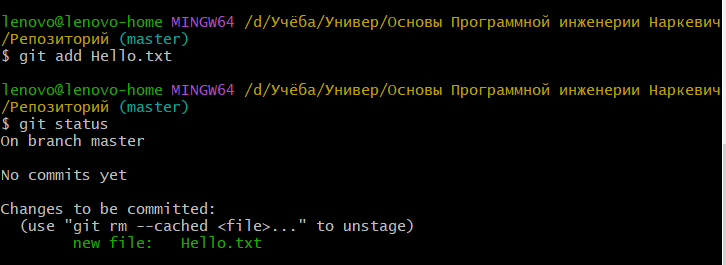 lenovo@lenovo-home MINGW64 /d/Учёба/Универ/Основы Программной инженерии Наркевич
/Репозиторий (master)
$ git add Hello.txt
lenovo@lenovo-home MINGW64 /d/Учёба/Универ/Основы Программной инженерии Наркевич
/Репозиторий (master)
$ git status
On branch master
No commits yet
Changes to be committed:
  (use "git rm --cached <file>..." to unstage)
        new file:   Hello.txt